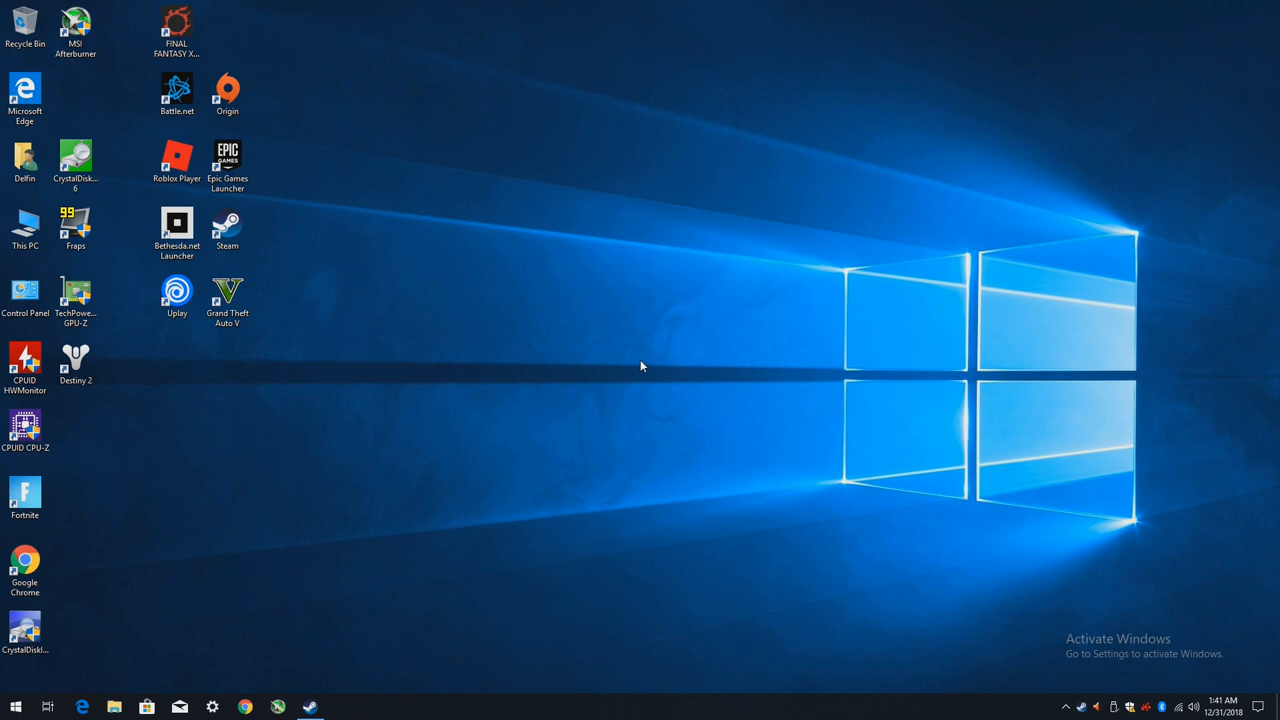 Recycle Bin
MSI
Afterburner
FINAL
FANTASY X...
Microsoft
Edge
Battle.net
Origin
Delfin
CrystalDisk...
6
Roblox Player
EPIC
GAMES
Epic Games
Launcher
This PC
99
Fraps
Bethesda.net
Launcher
Steam
Control Panel
TechPowe...
GPU-Z
Uplay
V
Grand Theft
Auto V
CPUID
HWMonitor
Destiny 2
CPUID CPU-Z
F
Fortnite
Google
Chrome
CrystalDiskI...
Activate Windows
Go to Settings to activate Windows.
1:41 AM
12/31/2018